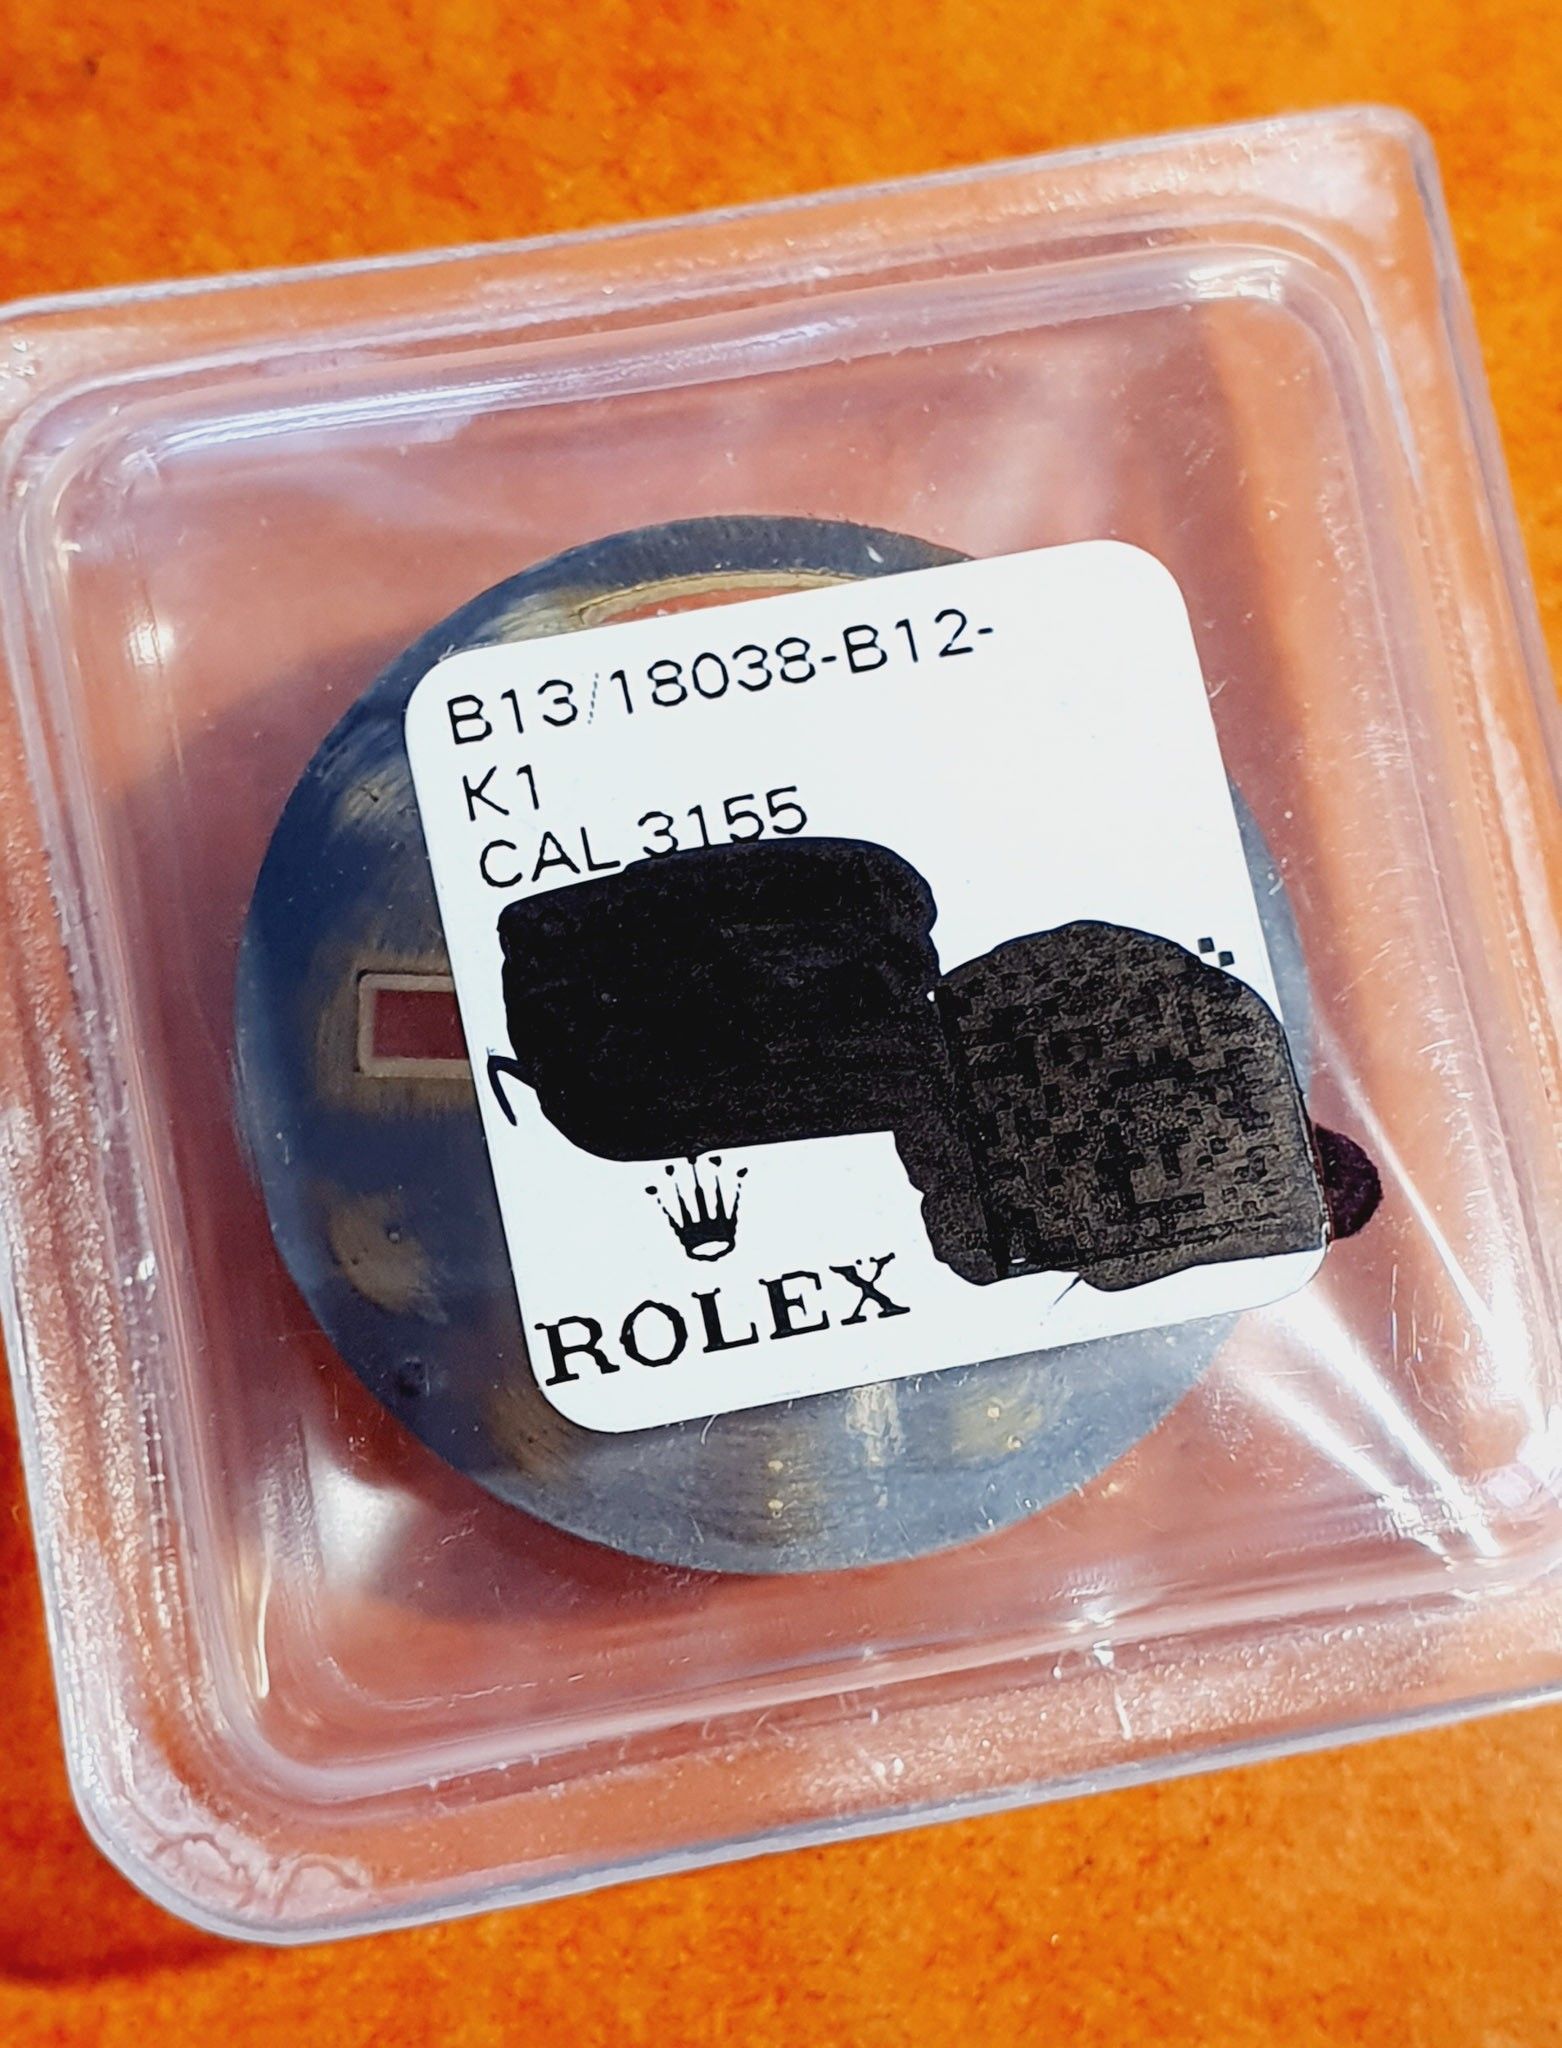 B13/18038-B12-
K1
CAL 3155
ROLEX